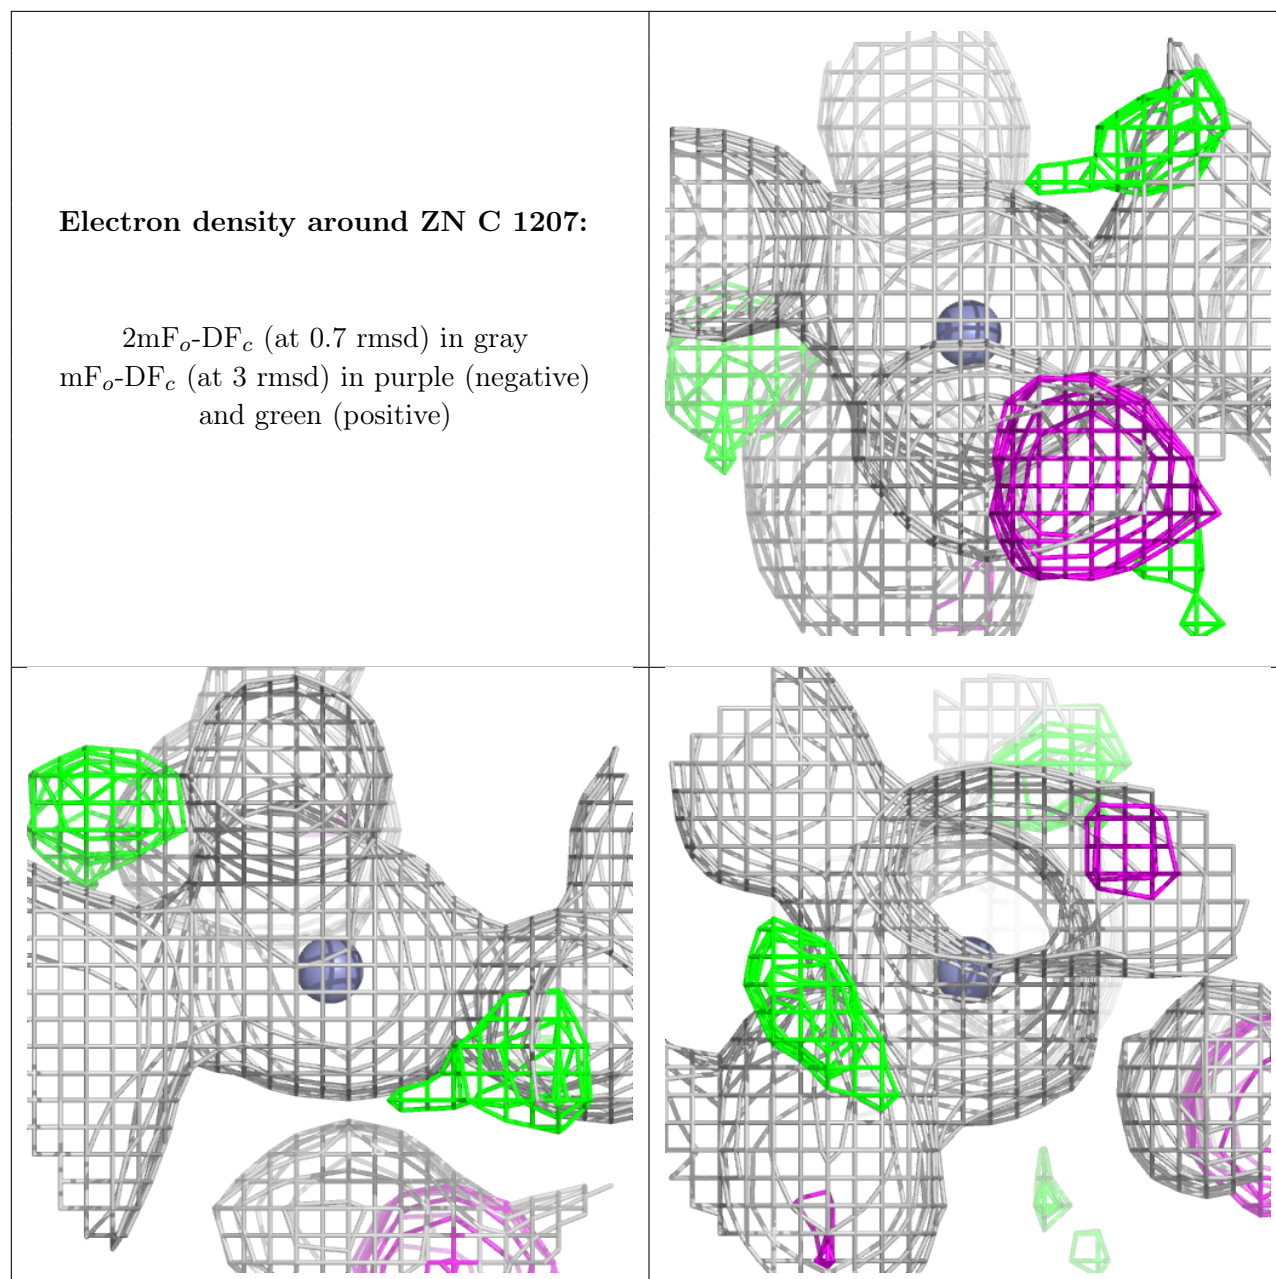 Electron density around ZN C 1207:
2mFo-DFc (at 0.7 rmsd) in gray
mFo-DFc (at 3 rmsd) in purple (negative)
and green (positive)